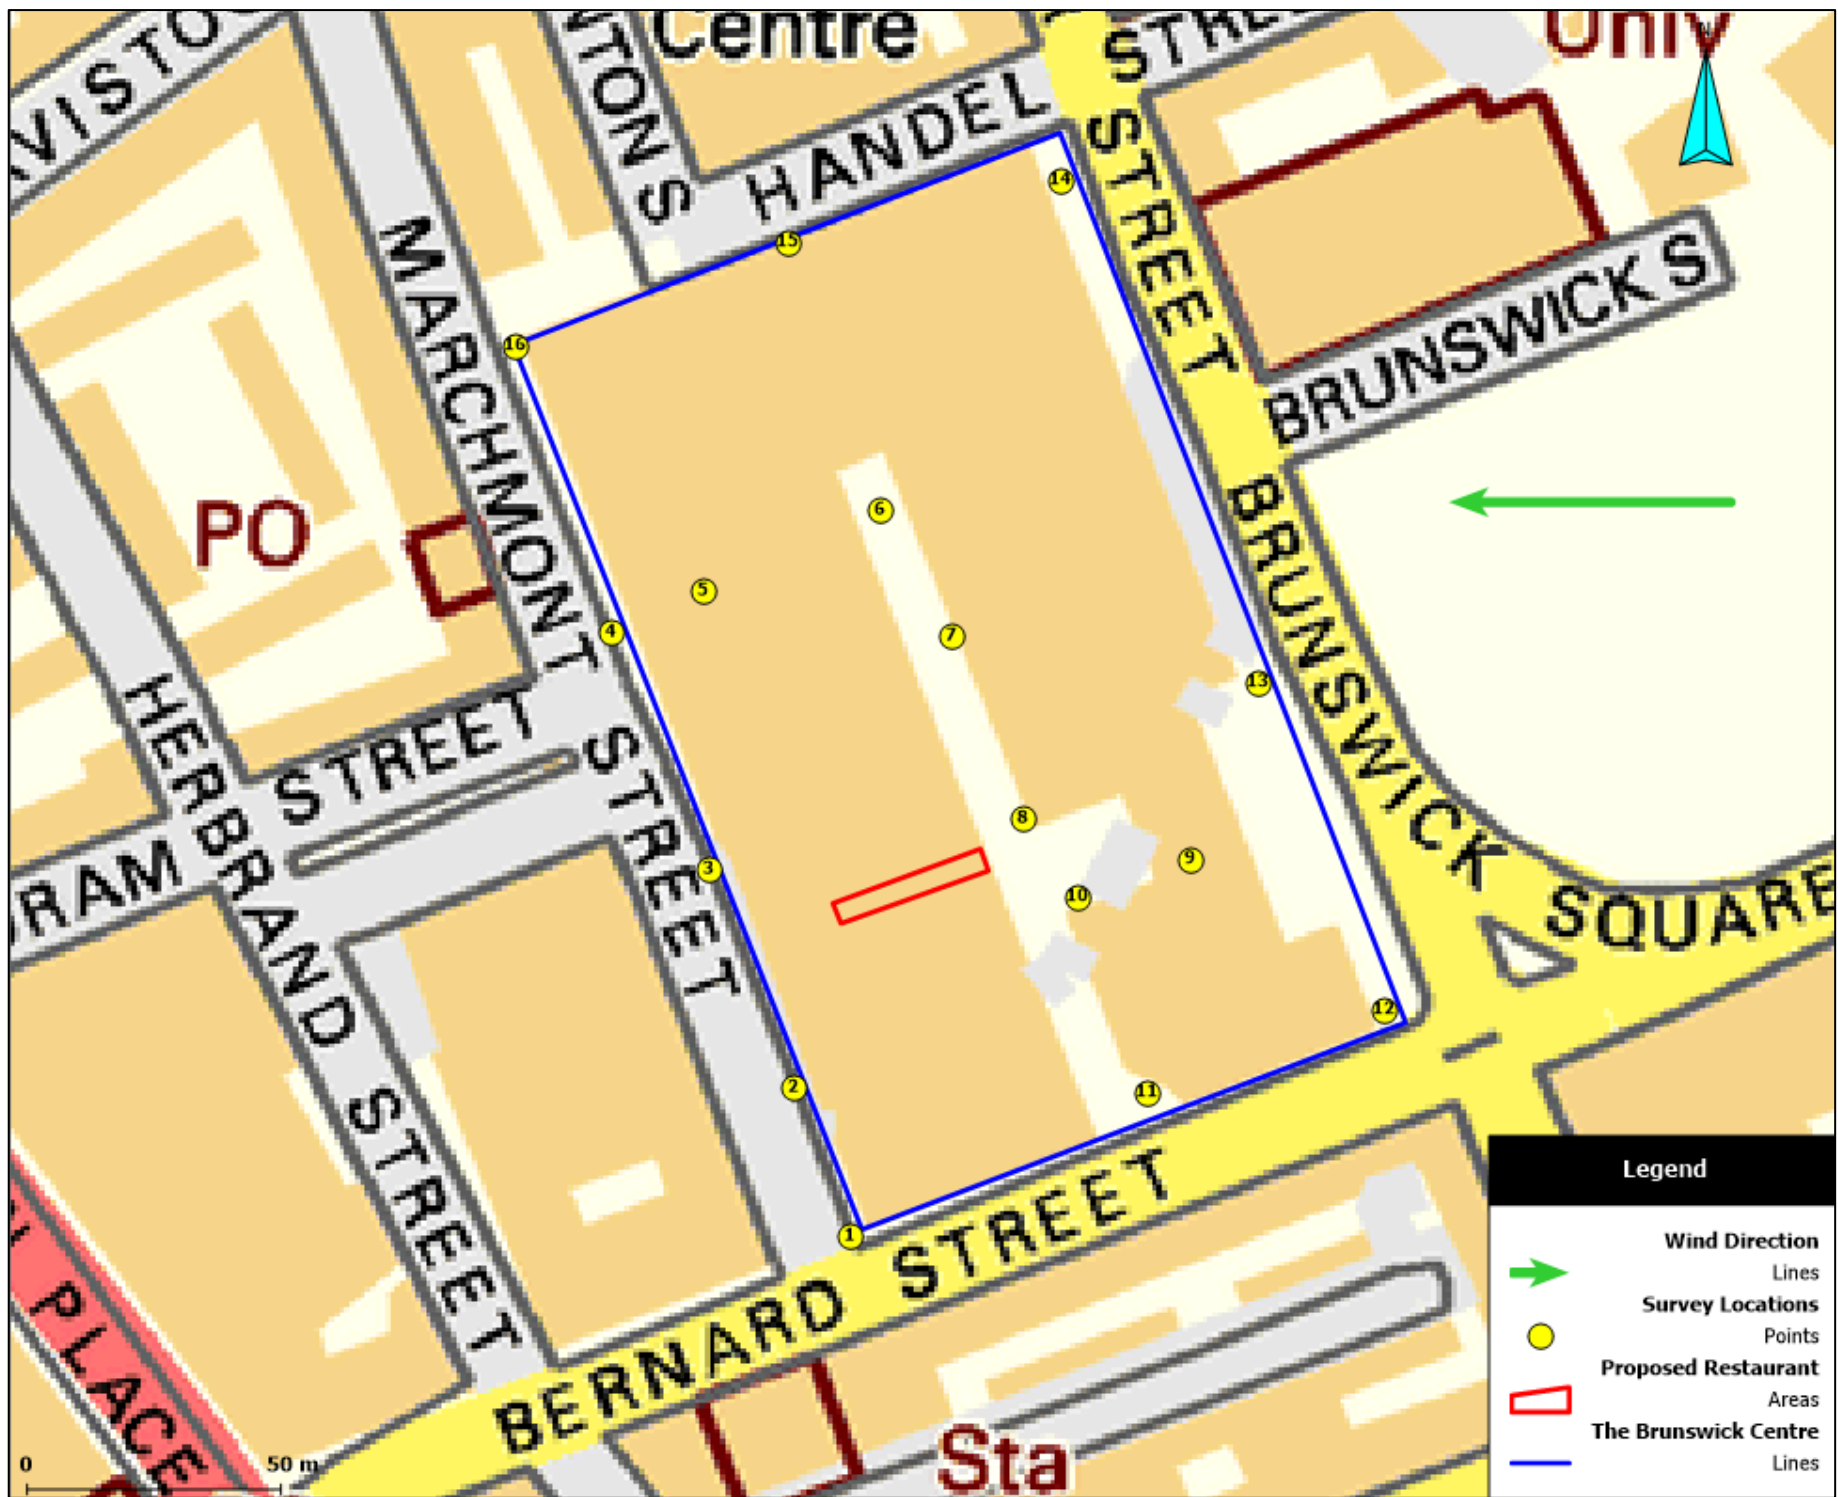 Centre
HANDEL
STREET
MARCHMONT
STREET
BRUNSWICK S
PO
BRUNSWICK
SQUARE
HERBRAND
STREET
STREET
BERNARD STREET
PLACE
Sta
Univ
16
15
14
6
5
4
7
13
8
3
9
10
12
2
11
1
0
50 m
Legend
Wind Direction
Lines
Survey Locations
Points
Proposed Restaurant
Areas
The Brunswick Centre
Lines